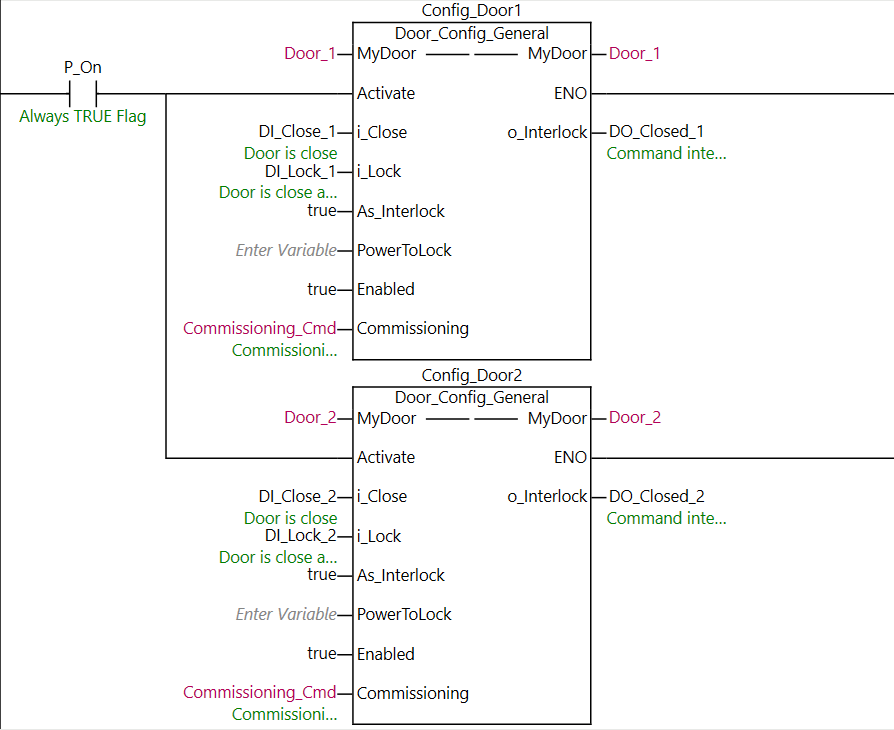 Config_Door1
Door_Config_General
Door_1 MyDoor MyDoor Door_1
P_On
Activate ENO
Always TRUE Flag
DI_Close_1 i_Close o_Interlock DO_Closed_1
Door is close Command inte...
DI_Lock_1 i_Lock
Door is close a...
true As_Interlock
Enter Variable PowerToLock
true Enabled
Commissioning_Cmd Commissioning
Commissioni...
Config_Door2
Door_Config_General
Door_2 MyDoor MyDoor Door_2
Activate ENO
DI_Close_2 i_Close o_Interlock DO_Closed_2
Door is close Command inte...
DI_Lock_2 i_Lock
Door is close a...
true As_Interlock
Enter Variable PowerToLock
true Enabled
Commissioning_Cmd Commissioning
Commissioni...